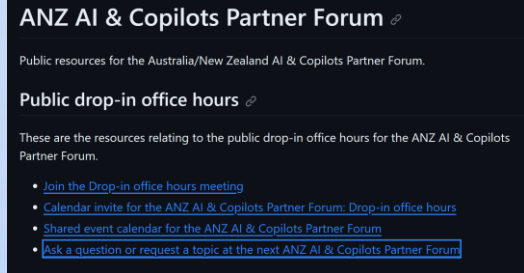 ANZ AI & Copilots Partner Forum
Public resources for the Australia/New Zealand AI & Copilots Partner Forum.
Public drop-in office hours
These are the resources relating to the public drop-in office hours for the ANZ AI & Copilots
Partner Forum.
Join the Drop-in office hours meeting
Calendar invite for the ANZ AI & Copilots Partner Forum: Drop-in office hours
Shared event calendar for the ANZ AI & Copilots Partner Forum
Ask a question or request a topic at the next ANZ AI & Copilots Partner Forum